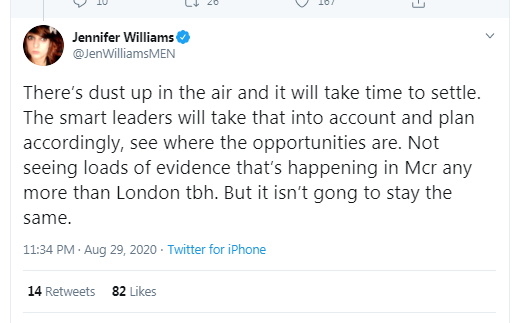 10 26 167
Jennifer Williams
@JenWilliamsMEN
There's dust up in the air and it will take time to settle.
The smart leaders will take that into account and plan
accordingly, see where the opportunities are. Not
seeing loads of evidence that's happening in Mcr any
more than London tbh. But it isn't gong to stay the
same.
11:34 PM · Aug 29, 2020 · Twitter for iPhone
14 Retweets 82 Likes